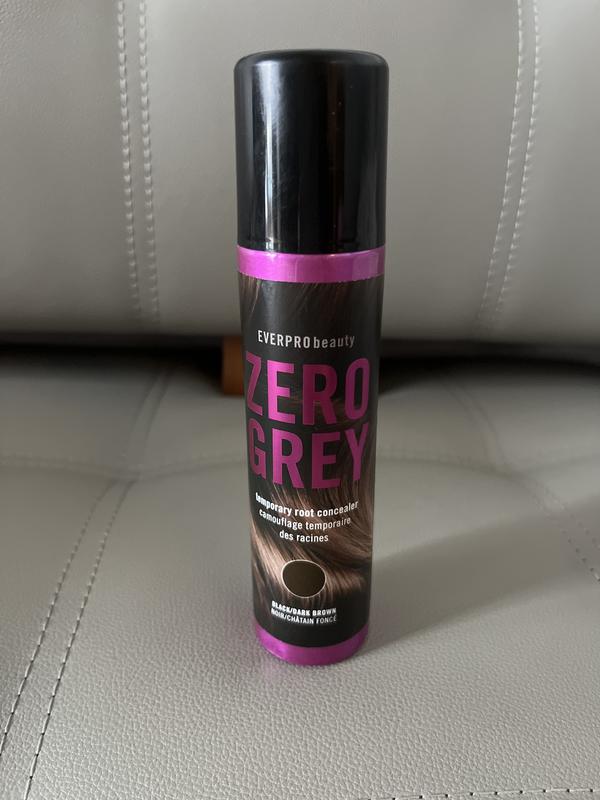 EVERPRObeauty
ZERO
GREY
temporary root concealer
camouflage temporaire
des racines
BLACK/DARK BROWN
NOIR/CHÂTAIN FONCÉ